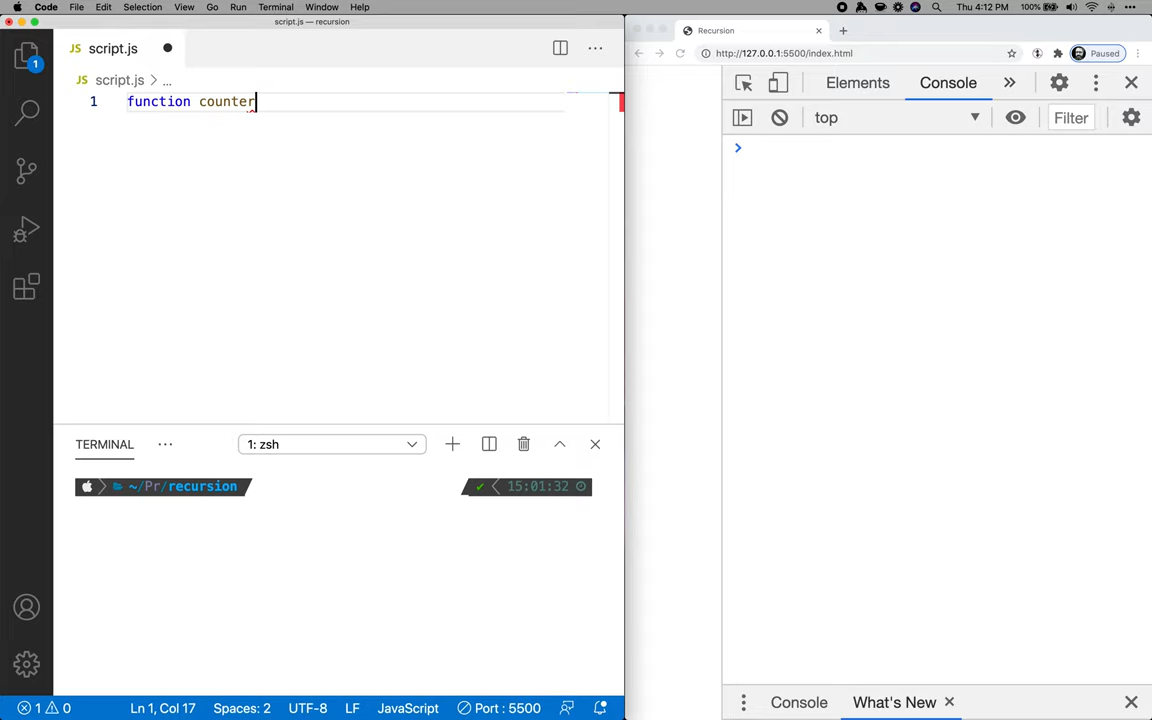 Code File Edit Selection View Go Run Terminal Window Help
100% Thu 4:12 PM
script.js — recursion
JS script.js
JS script.js > ...
1 function counter
1
TERMINAL ... 1: zsh
~/Pr/recursion 15:01:32
1 0 Ln 1, Col 17 Spaces: 2 UTF-8 LF JavaScript Port : 5500
Recursion
http://127.0.0.1:5500/index.html Paused
Elements Console »
top Filter
>
Console What's New